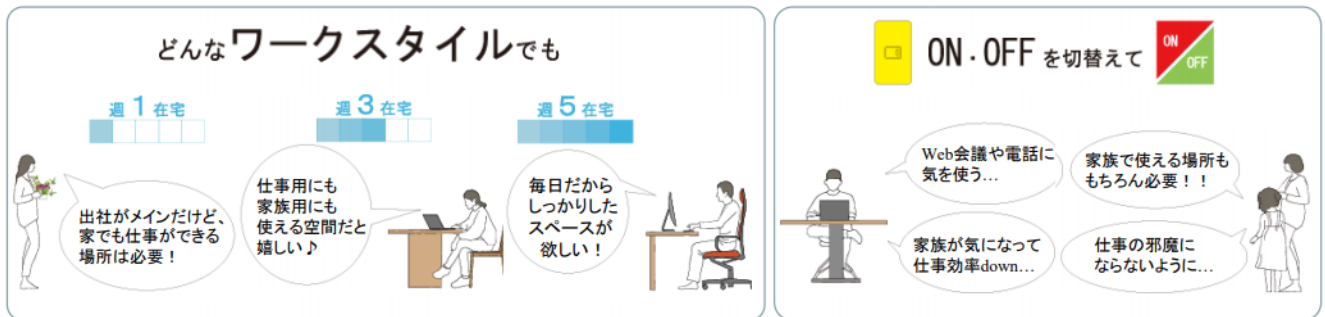 どんなワークスタイルでも
週1在宅
週3在宅
週5在宅
出社がメインだけど、
家でも仕事ができる
場所は必要！
仕事用にも
家族用にも
使える空間だと
嬉しい♪
毎日だから
しっかりした
スペースが
欲しい！
ON.OFFを切替えて
ON
OFF
Web会議や電話に
気を使う…
家族で使える場所も
もちろん必要！！
家族が気になって
仕事効率down…
仕事の邪魔に
ならないように…